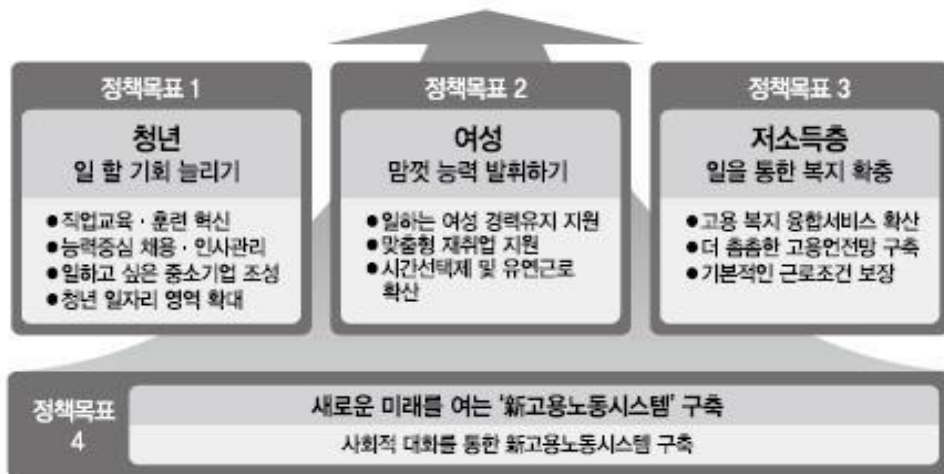 정책목표 1
청년
일 할 기회 늘리기
●직업교육·훈련 혁신
●능력중심 채용·인사관리
●일하고 싶은 중소기업 조성
●청년 일자리 영역 확대
정책목표 2
여성
맘껏 능력 발휘하기
●일하는 여성 경력유지 지원
●맞춤형 재취업 지원
●시간선택제 및 유연근로
확산
정책목표 3
저소득층
일을 통한 복지 확충
●고용 복지 융합서비스 확산
●더 촘촘한 고용언전망 구축
●기본적인 근로조건 보장
정책목표
4
새로운 미래를 여는 '新고용노동시스템' 구축
사회적 대화를 통한 新고용노동시스템 구축